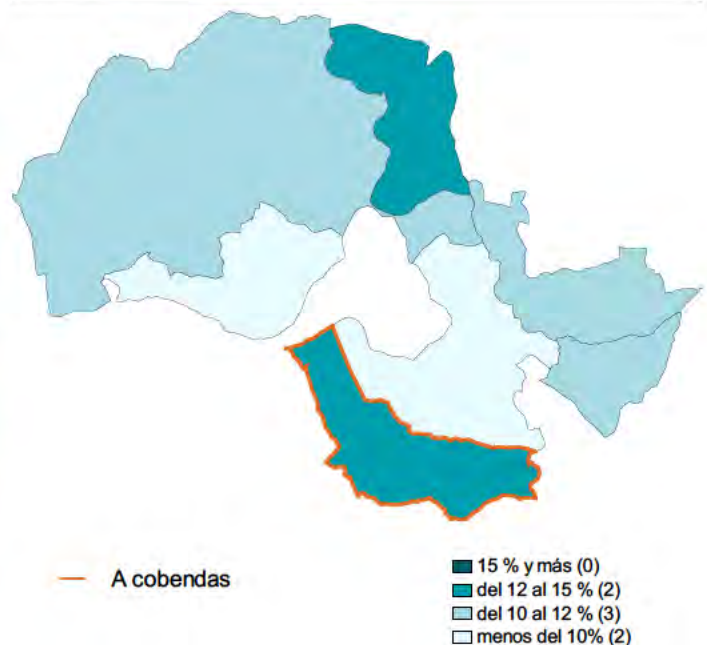 A cobendas
15 % y más (0)
del 12 al 15 % (2)
del 10 al 12 % (3)
menos del 10% (2)